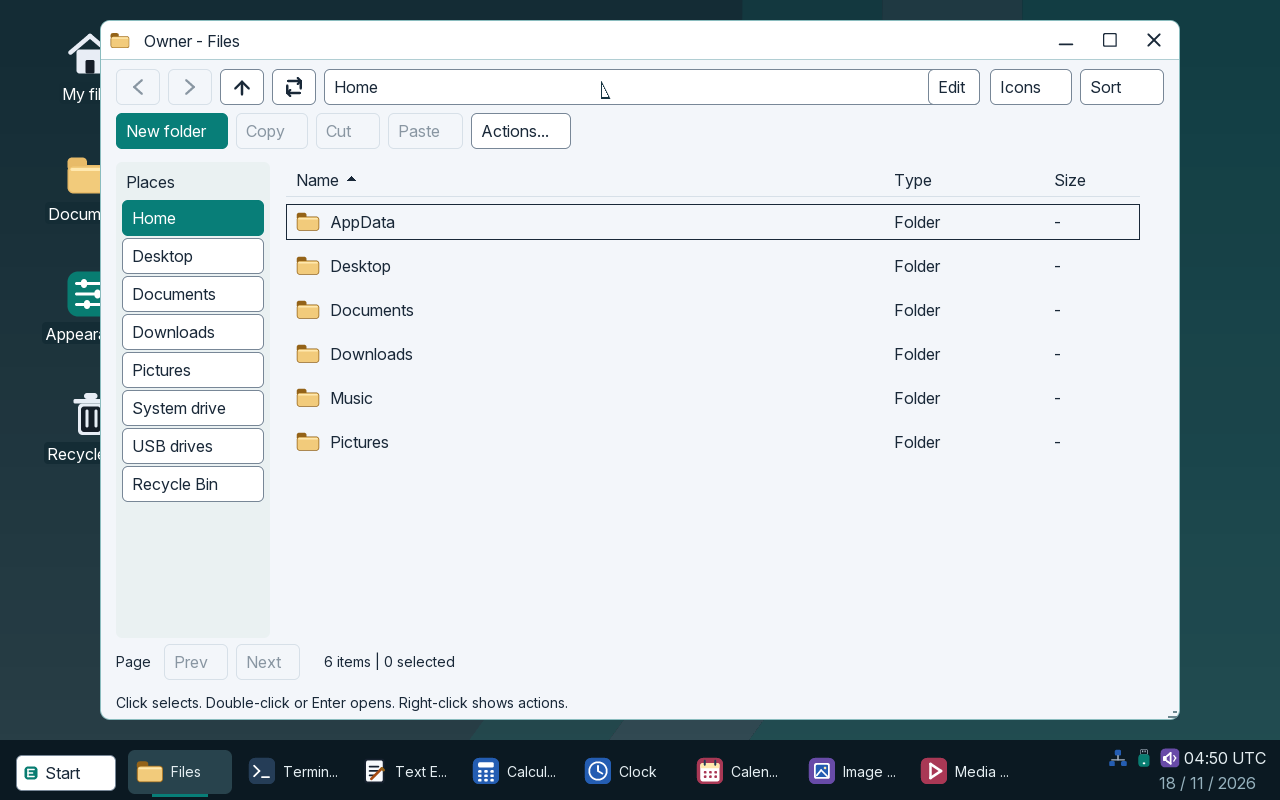 Owner - Files
Home
Edit
Icons
Sort
New folder
Copy
Cut
Paste
Actions...
Places
Home
Desktop
Documents
Downloads
Pictures
System drive
USB drives
Recycle Bin
Name Type Size
AppData Folder -
Desktop Folder -
Documents Folder -
Downloads Folder -
Music Folder -
Pictures Folder -
Page Prev Next 6 items | 0 selected
Click selects. Double-click or Enter opens. Right-click shows actions.
My fil
Docum
Appeara
Recycle
Start
Files
Termin...
Text E...
Calcul...
Clock
Calen...
Image ...
Media ...
04:50 UTC
18 / 11 / 2026